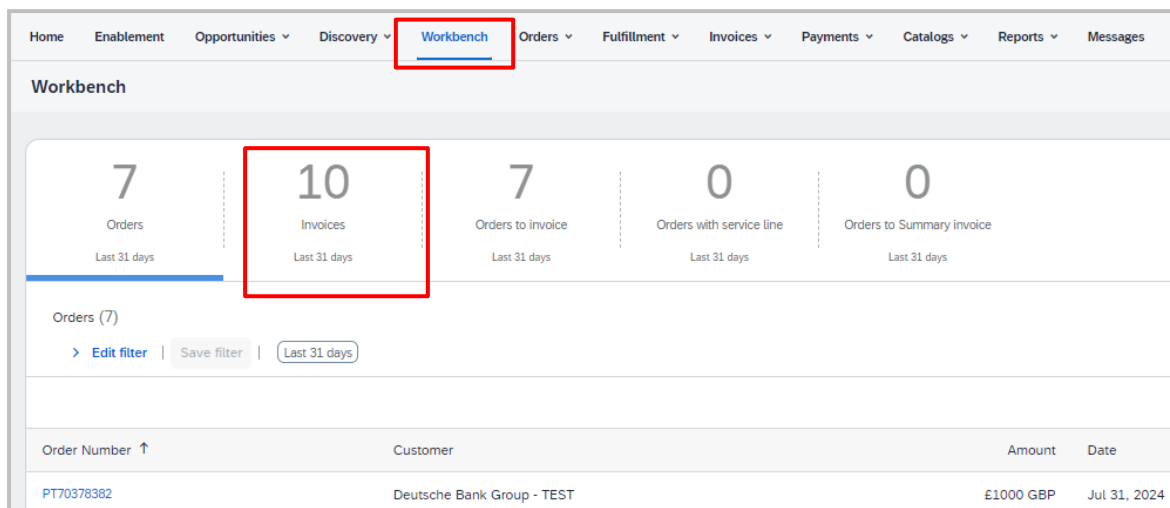 Home Enablement Opportunities Discovery Workbench Orders Fulfillment Invoices Payments Catalogs Reports Messages
Workbench
7 10 7 0 0
Orders Invoices Orders to invoice Orders with service line Orders to Summary invoice
Last 31 days Last 31 days Last 31 days Last 31 days Last 31 days
Orders (7)
Edit filter | Save filter | Last 31 days
Order Number ↑ Customer Amount Date
PT70378382 Deutsche Bank Group - TEST £1000 GBP Jul 31, 2024